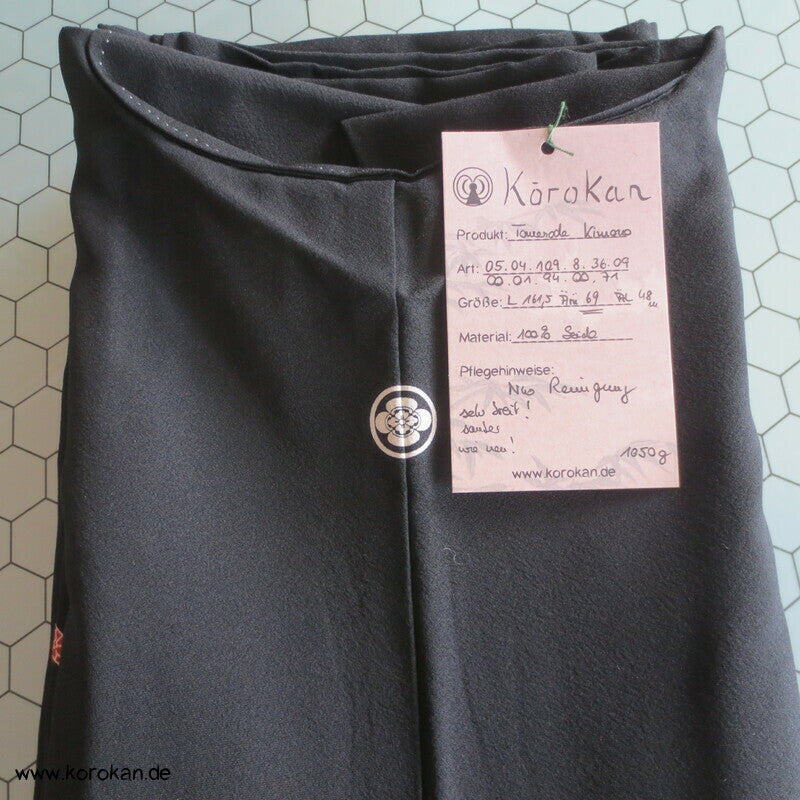 Kōrokan
Produkt: Tomesode Kimono
Art: 05.04.109.8.36.09
00.01.94.00.71
Größe: L 161,5 Ärm 69 ÄL 48
Material: 100% Seide
Pflegehinweise:
Nur Reinigung
sehr breit!
sauber
wie neu!
1050g
www.korokan.de
www.korokan.de